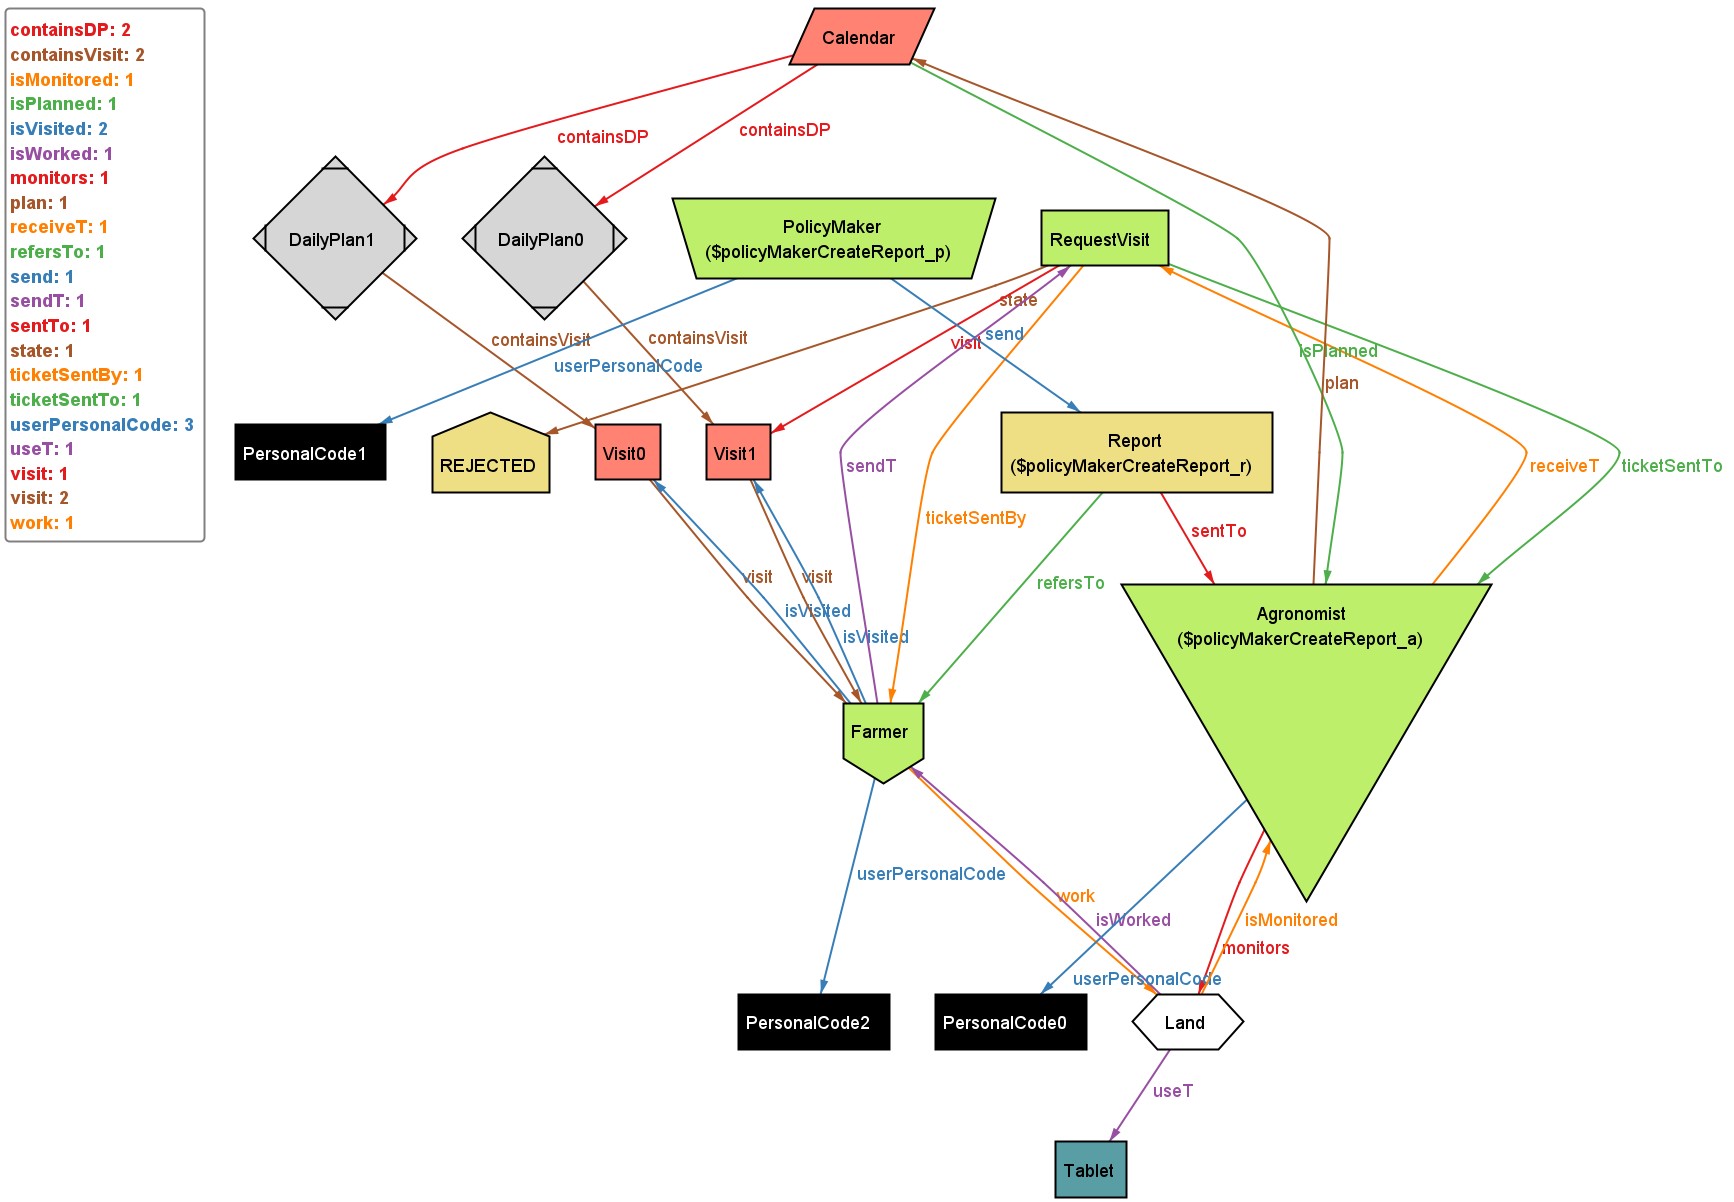 containsDP: 2
containsVisit: 2
isMonitored: 1
isPlanned: 1
isVisited: 2
isWorked: 1
monitors: 1
plan: 1
receiveT: 1
refersTo: 1
send: 1
sendT: 1
sentTo: 1
state: 1
ticketSentBy: 1
ticketSentTo: 1
userPersonalCode: 3
useT: 1
visit: 1
visit: 2
work: 1
Calendar
containsDP
containsDP
DailyPlan1
DailyPlan0
PolicyMaker
($policyMakerCreateReport_p)
RequestVisit
state
containsVisit
containsVisit
userPersonalCode
visit
send
isPlanned
plan
PersonalCode1
REJECTED
Visit0
Visit1
sendT
Report
($policyMakerCreateReport_r)
receiveT
ticketSentTo
ticketSentBy
sentTo
visit
visit
isVisited
isVisited
refersTo
Agronomist
($policyMakerCreateReport_a)
Farmer
userPersonalCode
work
isWorked
isMonitored
monitors
userPersonalCode
PersonalCode2
PersonalCode0
Land
useT
Tablet